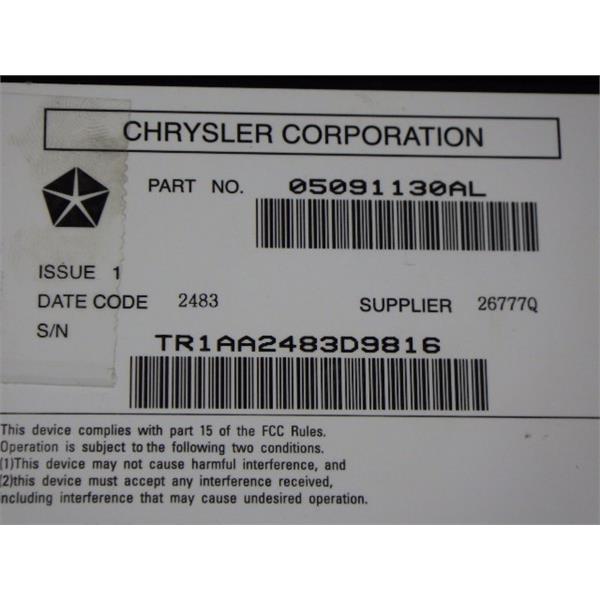 CHRYSLER CORPORATION
PART NO. 05091130AL
ISSUE 1
DATE CODE 2483 SUPPLIER 26777Q
S/N TR1AA2483D9816
This device complies with part 15 of the FCC Rules.
Operation is subject to the following two conditions.
(1)This device may not cause harmful interference, and
(2)this device must accept any interference received,
including interference that may cause undesired operation.